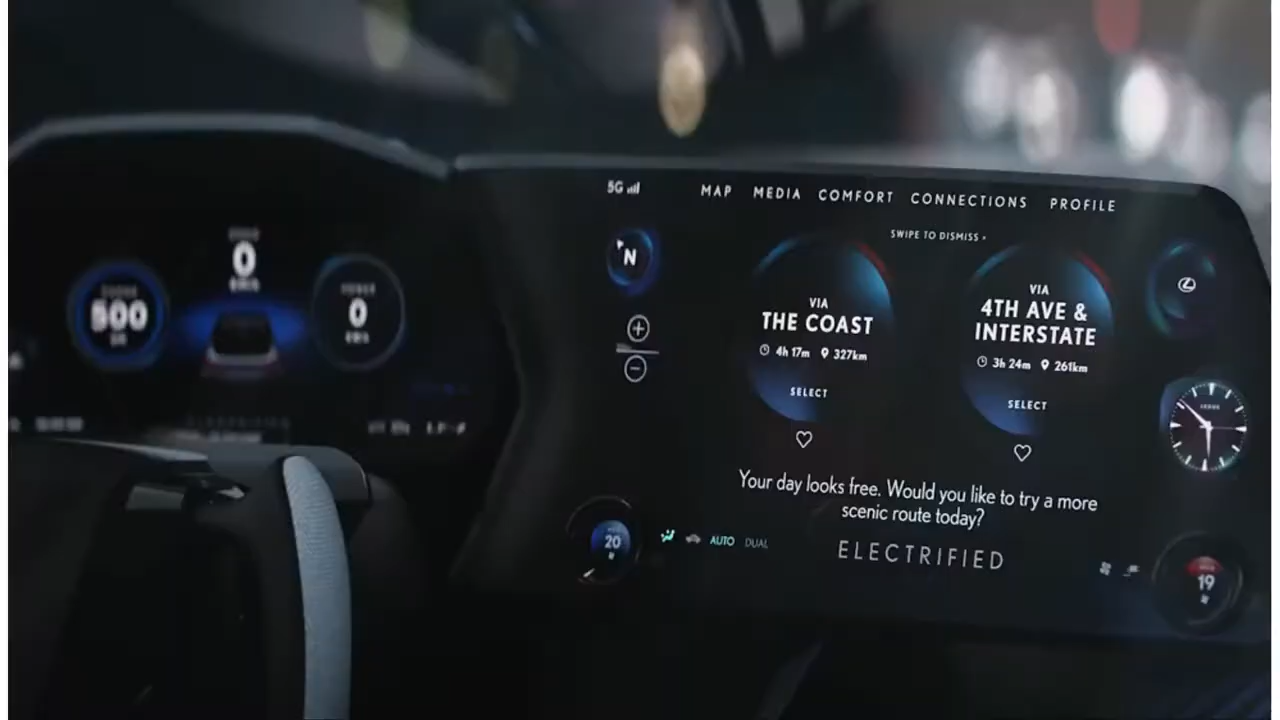 5G
MAP MEDIA COMFORT CONNECTIONS PROFILE
SWIPE TO DISMISS
N
VIA
THE COAST
4h 17m 327km
SELECT
VIA
4TH AVE &
INTERSTATE
3h 24m 261km
SELECT
500
0
0
Your day looks free. Would you like to try a more
scenic route today?
20
AUTO DUAL
ELECTRIFIED
19